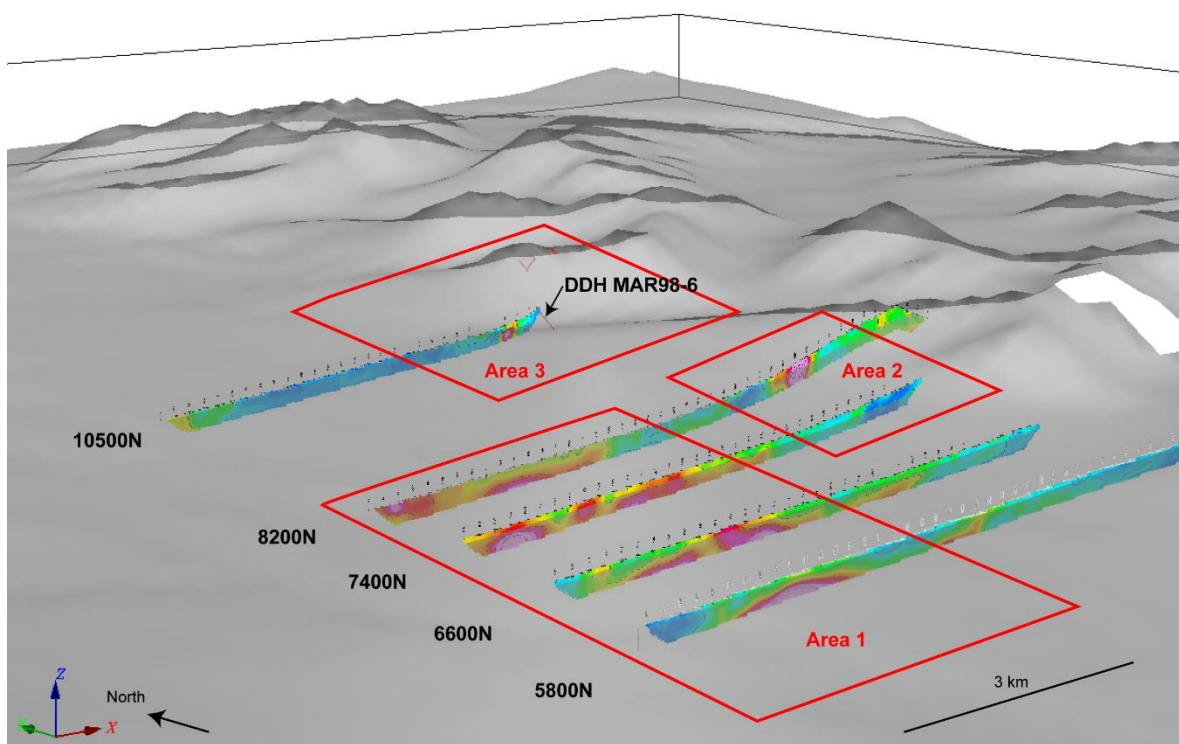 DDH MAR98-6
Area 3
Area 2
10500N
8200N
7400N
6600N
5800N
Area 1
3 km
North
Z
X